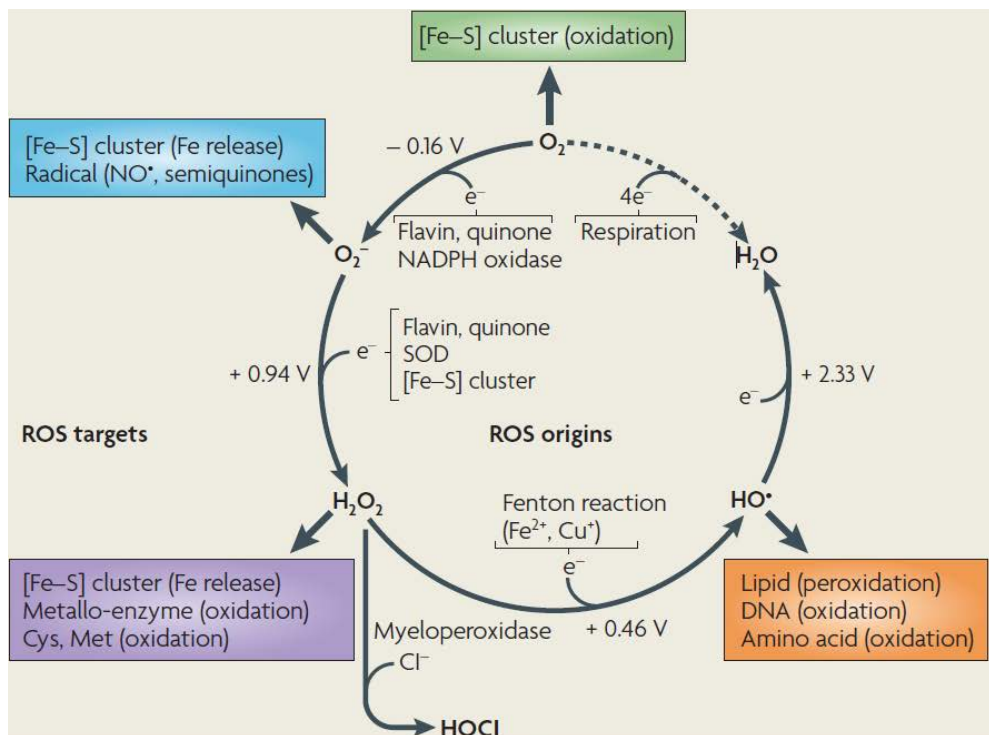 [Fe–S] cluster (oxidation)
[Fe–S] cluster (Fe release)
Radical (NO•, semiquinones)
– 0.16 V
O₂
e⁻
4e⁻
Flavin, quinone
NADPH oxidase
Respiration
O₂⁻
H₂O
+ 0.94 V
e⁻
Flavin, quinone
SOD
[Fe–S] cluster
+ 2.33 V
e⁻
ROS targets
ROS origins
H₂O₂
Fenton reaction
(Fe²⁺, Cu⁺)
e⁻
HO•
[Fe–S] cluster (Fe release)
Metallo-enzyme (oxidation)
Cys, Met (oxidation)
Myeloperoxidase
Cl⁻
+ 0.46 V
Lipid (peroxidation)
DNA (oxidation)
Amino acid (oxidation)
HOCl